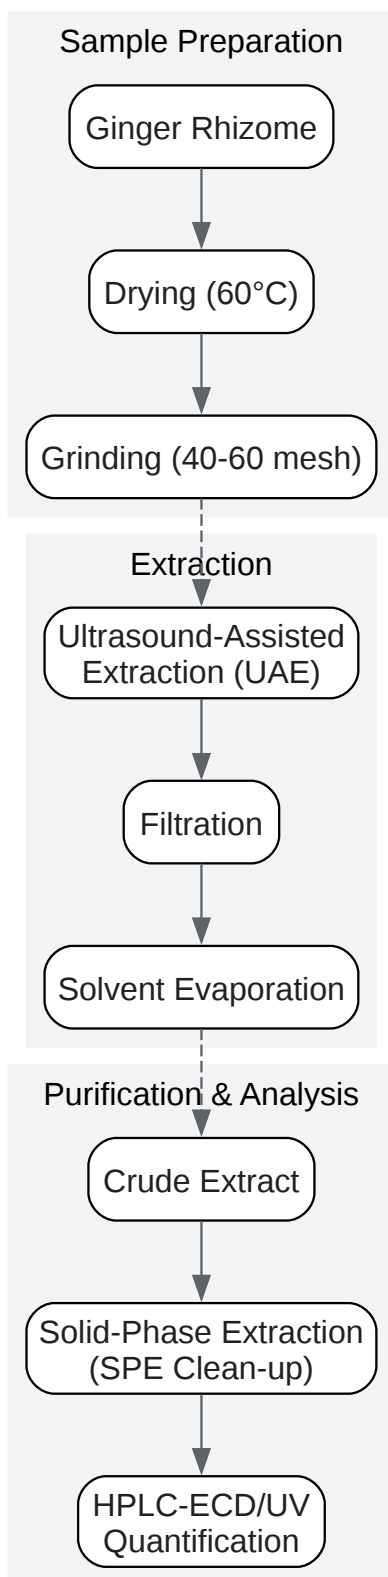 Sample Preparation
Ginger Rhizome
Drying (60°C)
Grinding (40-60 mesh)
Extraction
Ultrasound-Assisted
Extraction (UAE)
Filtration
Solvent Evaporation
Purification & Analysis
Crude Extract
Solid-Phase Extraction
(SPE Clean-up)
HPLC-ECD/UV
Quantification